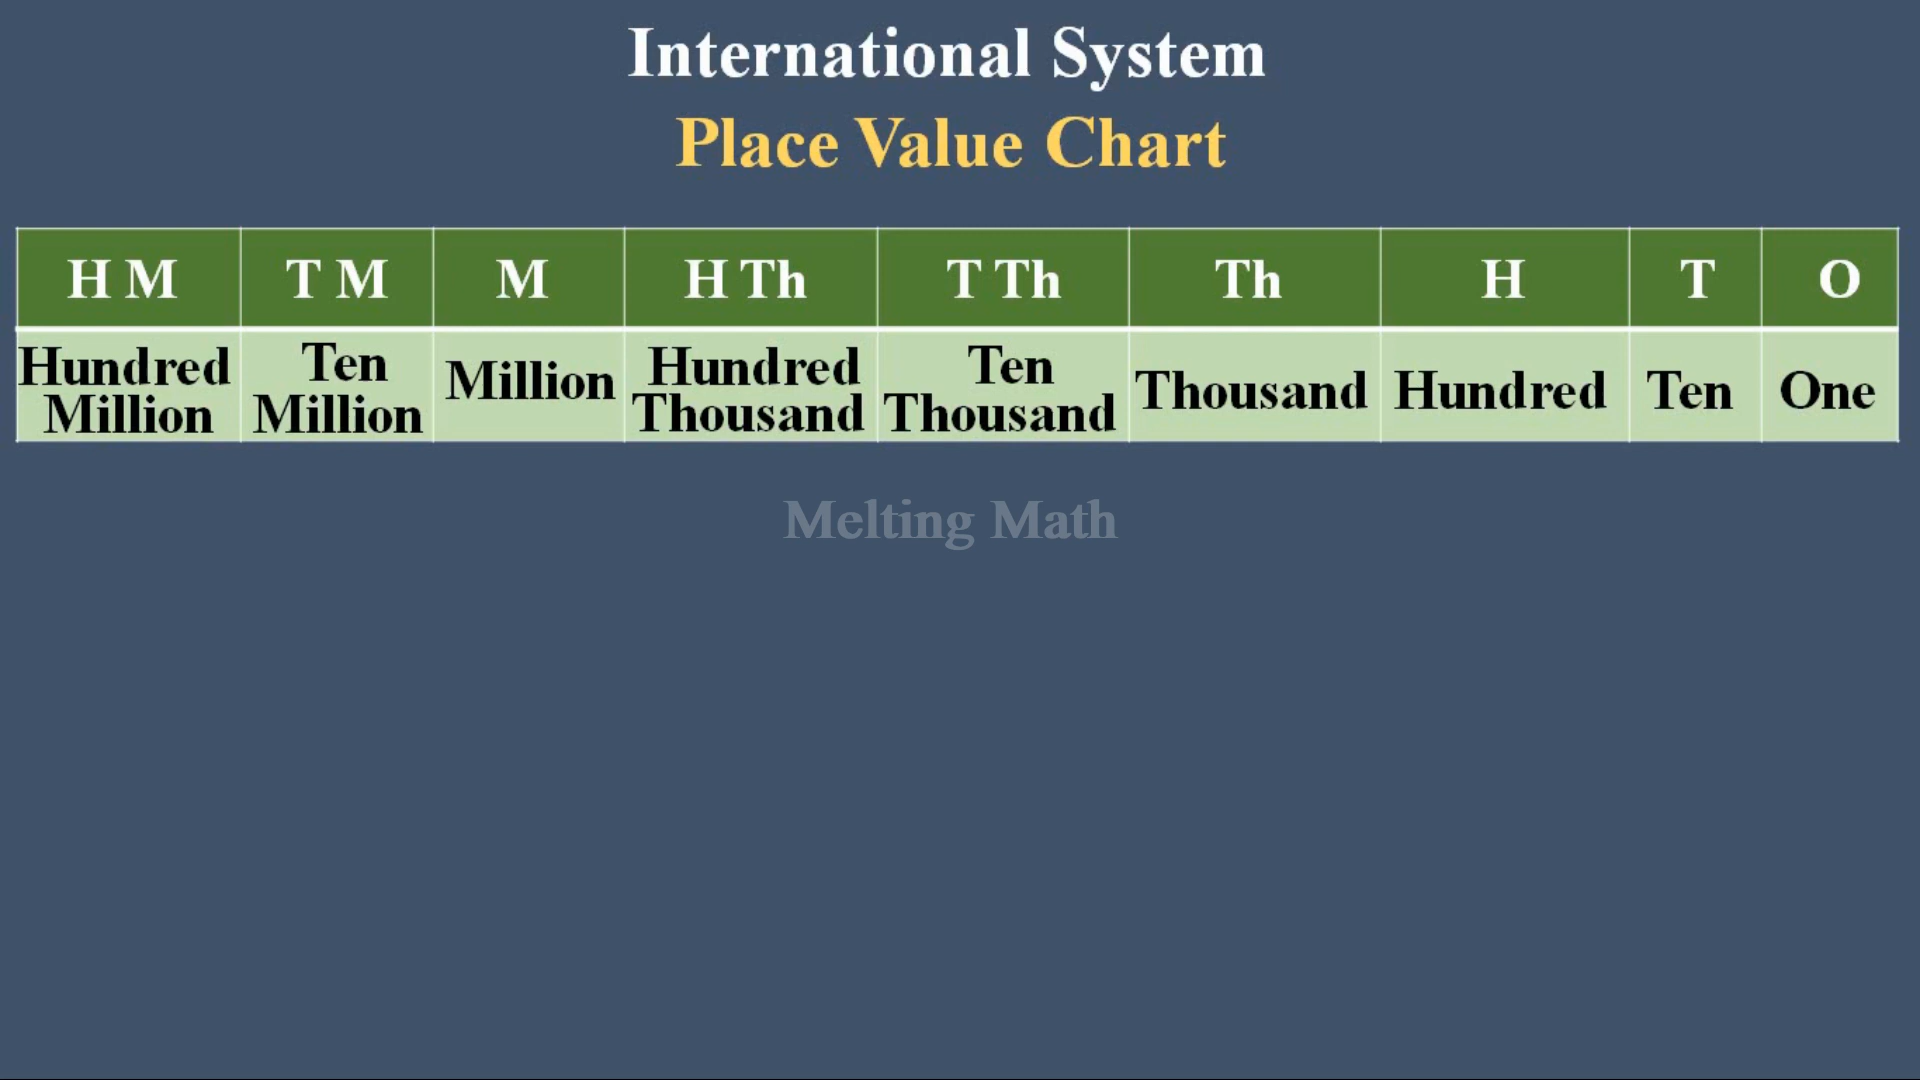 International System
Place Value Chart
H M T M M H Th T Th Th H T O
Hundred Million Ten Million Million Hundred Thousand Ten Thousand Thousand Hundred Ten One
Melting Math